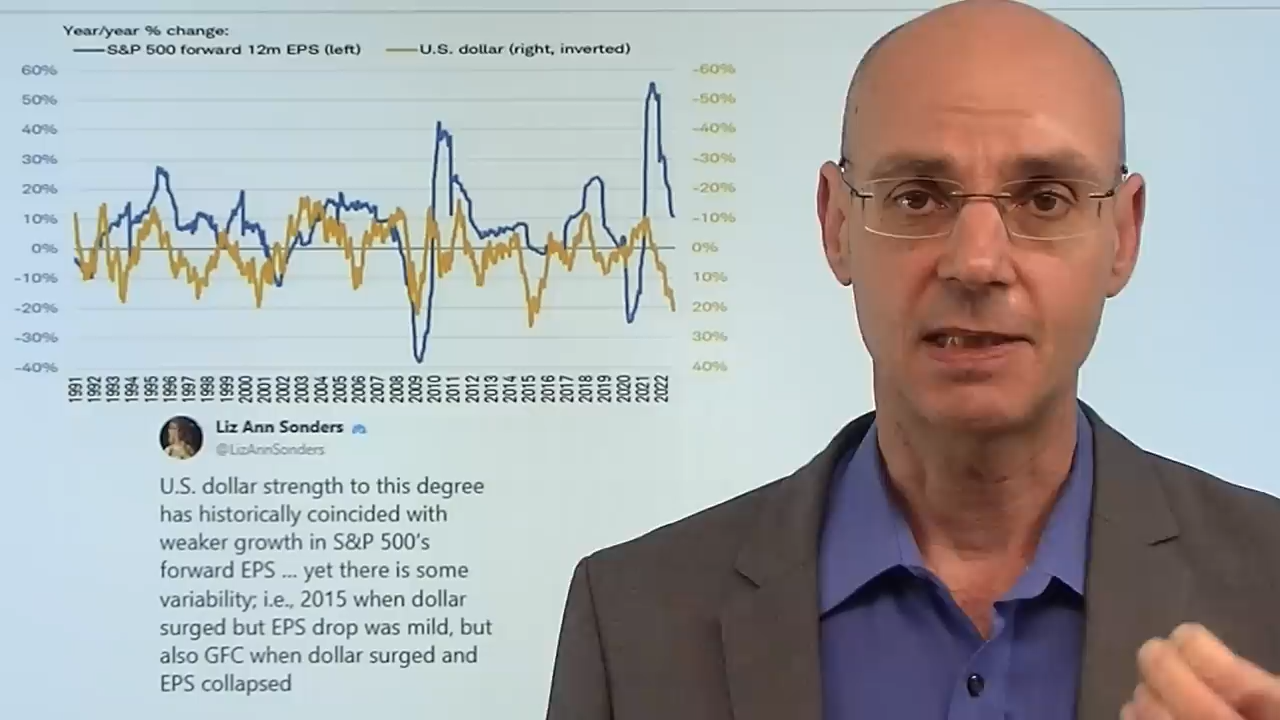 Year/year % change:
S&P 500 forward 12m EPS (left) U.S. dollar (right, inverted)
60% -60%
50% -50%
40% -40%
30% -30%
20% -20%
10% -10%
0% 0%
-10% 10%
-20% 20%
-30% 30%
-40% 40%
1991 1992 1993 1994 1995 1996 1997 1998 1999 2000 2001 2002 2003 2004 2005 2006 2007 2008 2009 2010 2011 2012 2013 2014 2015 2016 2017 2018 2019 2020 2021 2022
Liz Ann Sonders
@LizAnnSonders
U.S. dollar strength to this degree
has historically coincided with
weaker growth in S&P 500's
forward EPS ... yet there is some
variability; i.e., 2015 when dollar
surged but EPS drop was mild, but
also GFC when dollar surged and
EPS collapsed